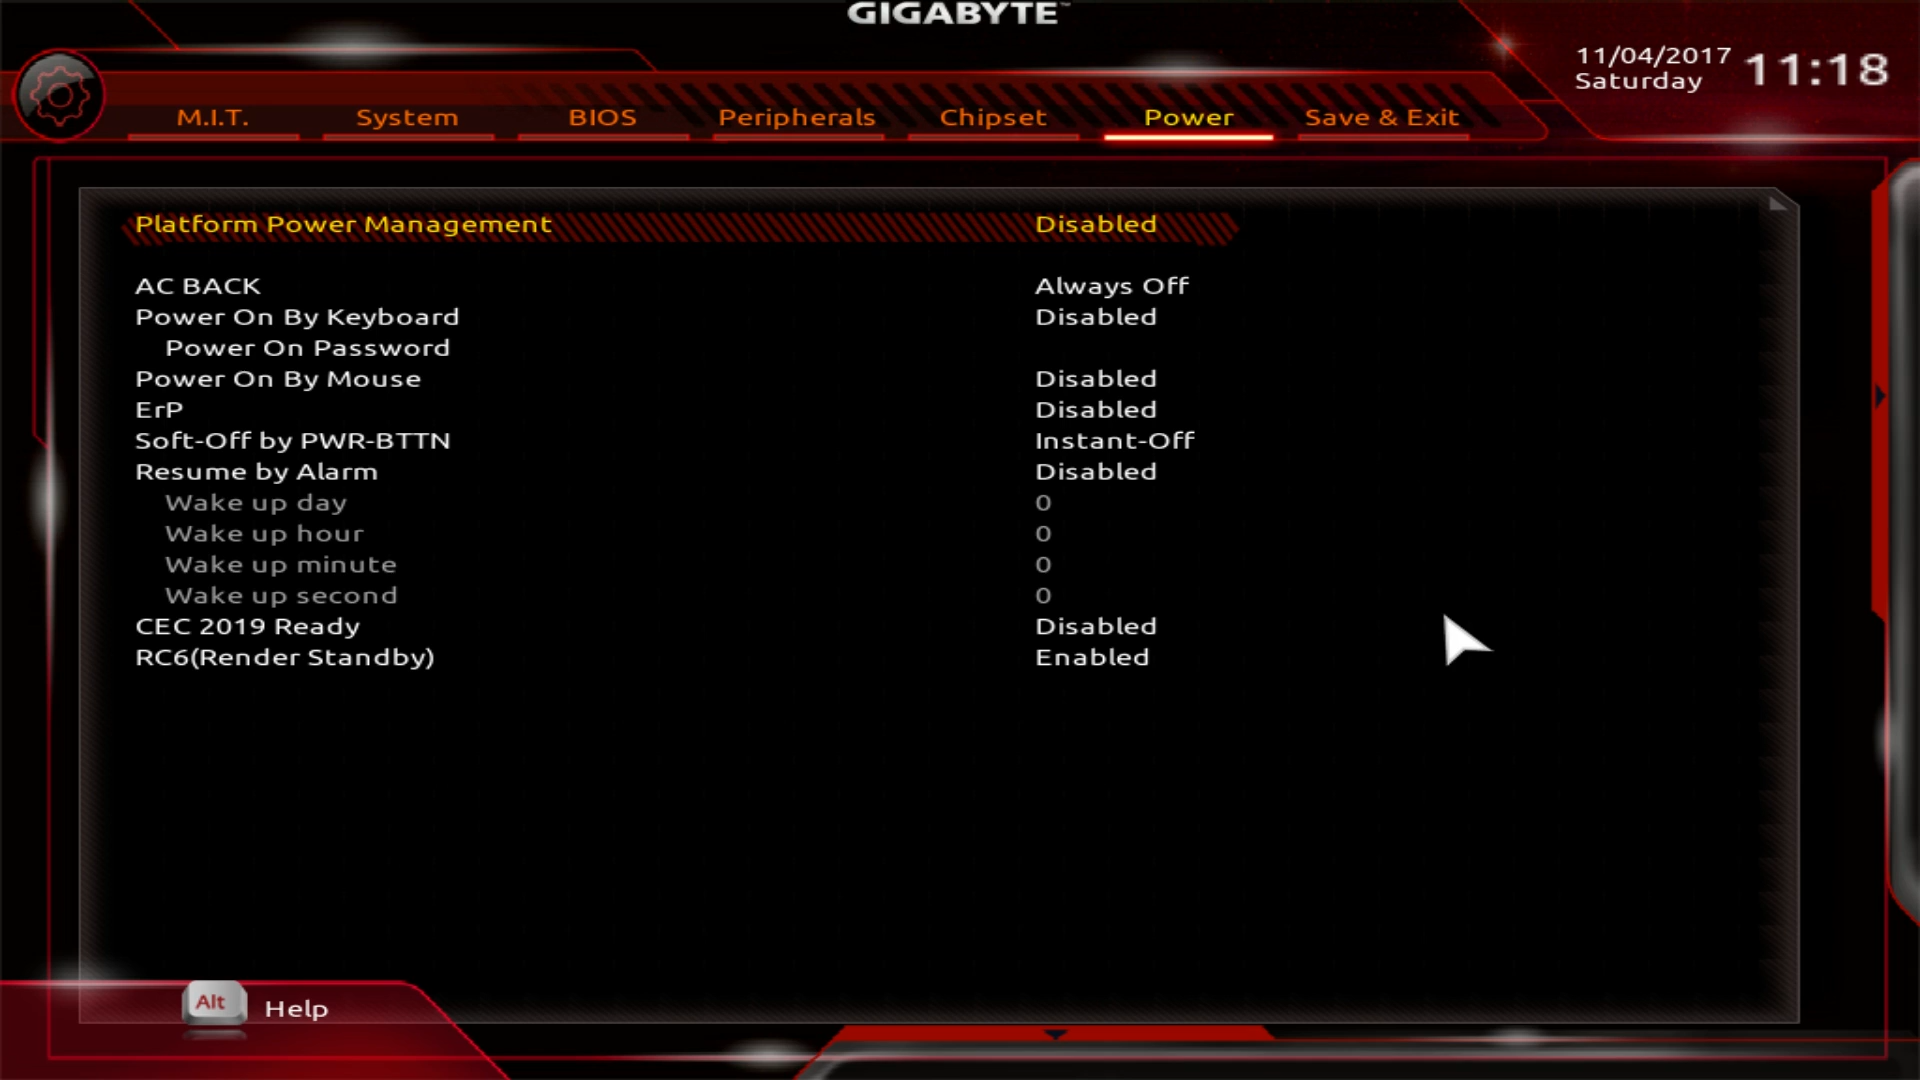 GIGABYTE™
11/04/2017
Saturday
11:18
M.I.T. System BIOS Peripherals Chipset Power Save & Exit
Platform Power Management Disabled
AC BACK Always Off
Power On By Keyboard Disabled
Power On Password
Power On By Mouse Disabled
ErP Disabled
Soft-Off by PWR-BTTN Instant-Off
Resume by Alarm Disabled
Wake up day 0
Wake up hour 0
Wake up minute 0
Wake up second 0
CEC 2019 Ready Disabled
RC6(Render Standby) Enabled
Alt Help